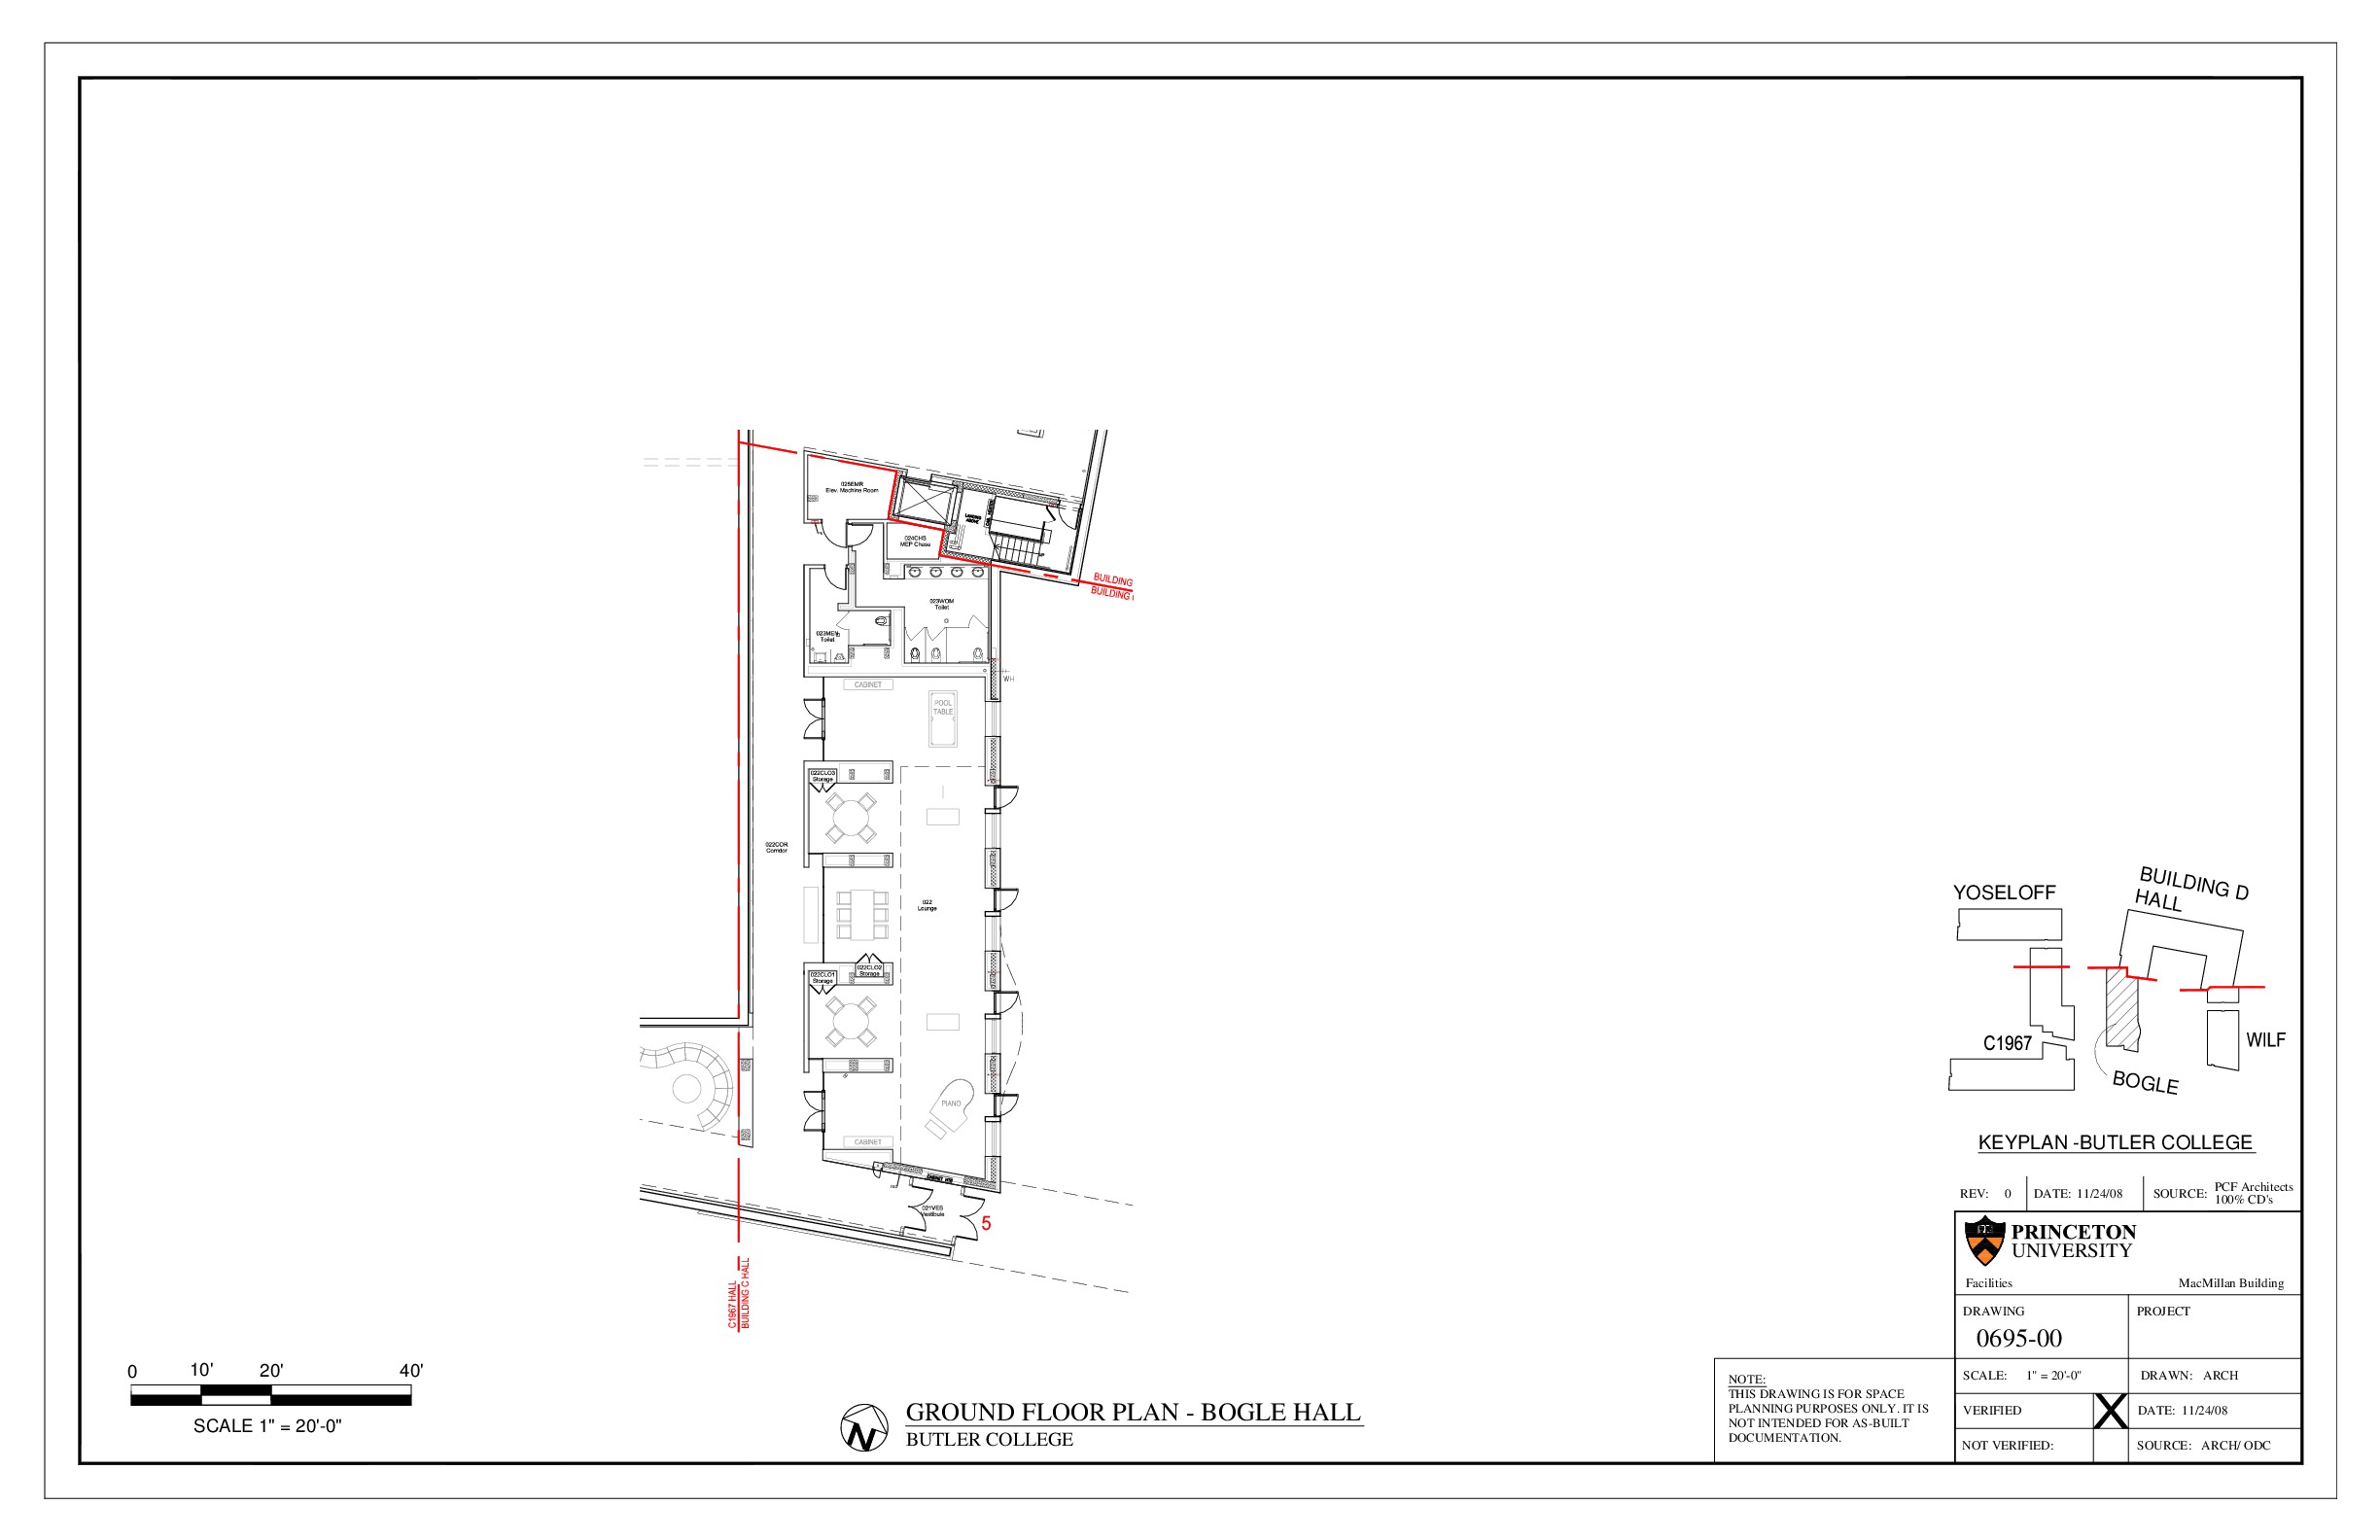 025EMR
Elev. Machine Room
LANDING
ABOVE
024CHS
MEP Chase
BUILDING
BUILDING
023WOM
Toilet
023MEN
Toilet
WH
CABINET
POOL
TABLE
022CLO3
Storage
022COR
Corridor
022
Lounge
022CLO2
Storage
022CLO1
Storage
PIANO
CABINET
021VES
Vestibule
5
C1967 HALL
BUILDING C HALL
0
10'
20'
40'
SCALE 1" = 20'-0"
N
GROUND FLOOR PLAN - BOGLE HALL
BUTLER COLLEGE
YOSELOFF
BUILDING D
HALL
C1967
WILF
BOGLE
KEYPLAN -BUTLER COLLEGE
REV: 0 DATE: 11/24/08 SOURCE: PCF Architects
100% CD's
PRINCETON
UNIVERSITY
Facilities MacMillan Building
DRAWING PROJECT
0695-00
SCALE: 1" = 20'-0" DRAWN: ARCH
VERIFIED X DATE: 11/24/08
NOT VERIFIED: SOURCE: ARCH/ ODC
NOTE:
THIS DRAWING IS FOR SPACE
PLANNING PURPOSES ONLY. IT IS
NOT INTENDED FOR AS-BUILT
DOCUMENTATION.